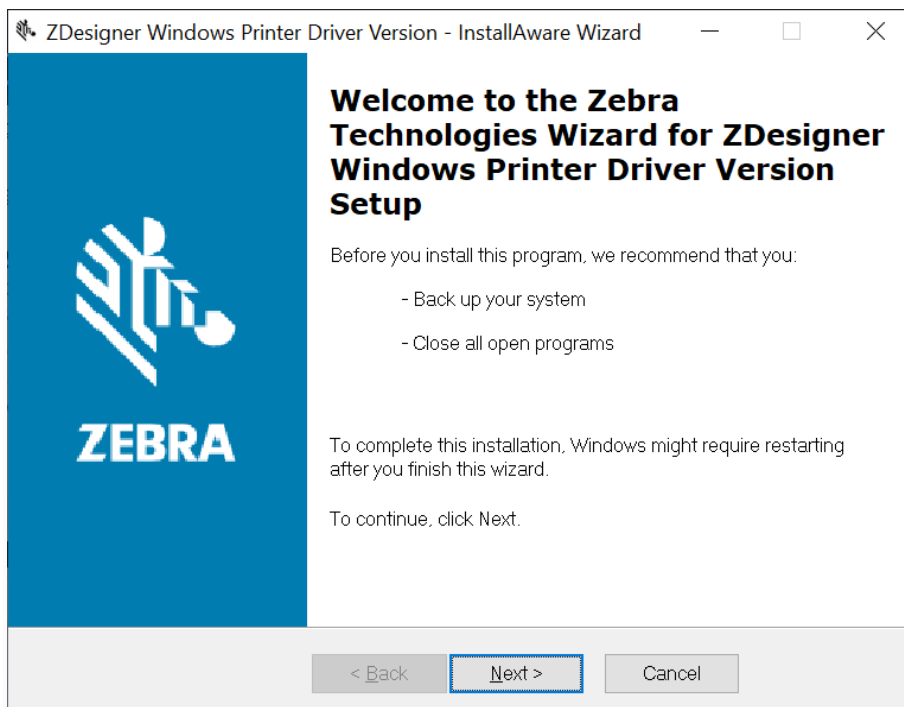 ZDesigner Windows Printer Driver Version - InstallAware Wizard
Welcome to the Zebra
Technologies Wizard for ZDesigner
Windows Printer Driver Version
Setup
Before you install this program, we recommend that you:
- Back up your system
- Close all open programs
ZEBRA
To complete this installation, Windows might require restarting
after you finish this wizard.
To continue, click Next.
< Back
Next >
Cancel